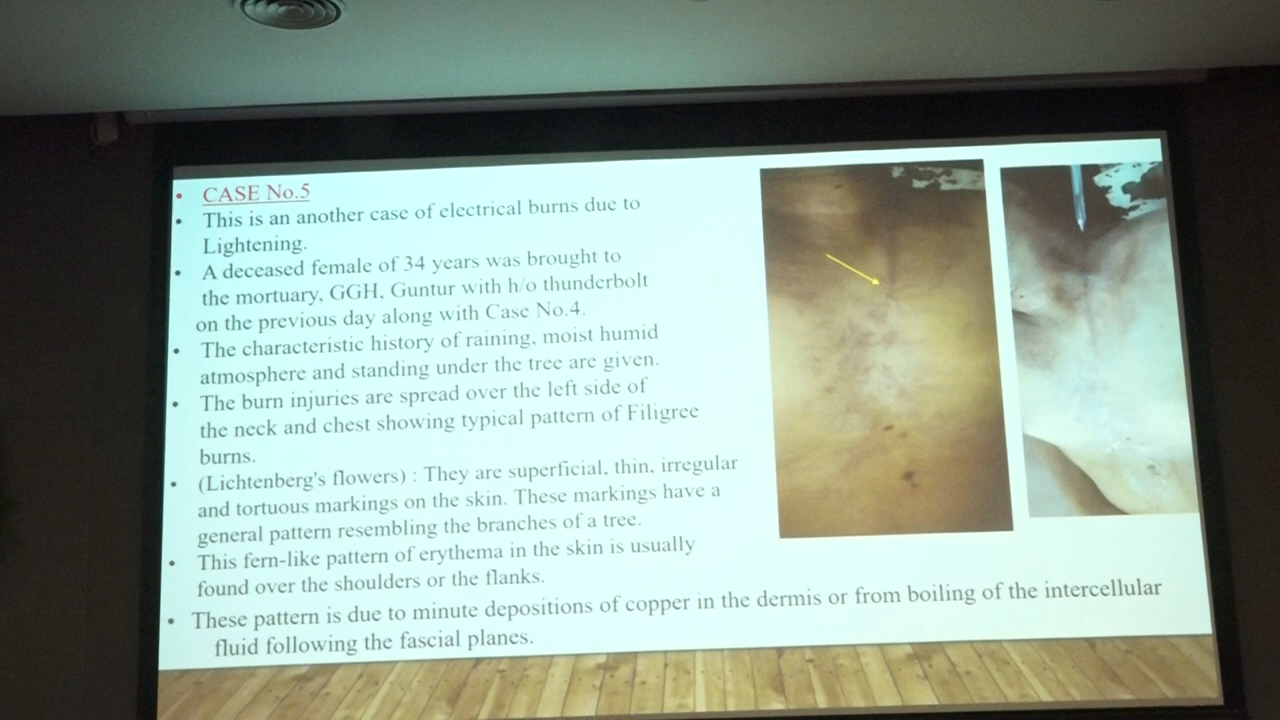 • CASE No.5
• This is an another case of electrical burns due to
Lightening.
• A deceased female of 34 years was brought to
the mortuary, GGH, Guntur with h/o thunderbolt
on the previous day along with Case No.4.
• The characteristic history of raining, moist humid
atmosphere and standing under the tree are given.
• The burn injuries are spread over the left side of
the neck and chest showing typical pattern of Filigree
burns.
• (Lichtenberg's flowers) : They are superficial, thin, irregular
and tortuous markings on the skin. These markings have a
general pattern resembling the branches of a tree.
• This fern-like pattern of erythema in the skin is usually
found over the shoulders or the flanks.
• These pattern is due to minute depositions of copper in the dermis or from boiling of the intercellular
fluid following the fascial planes.